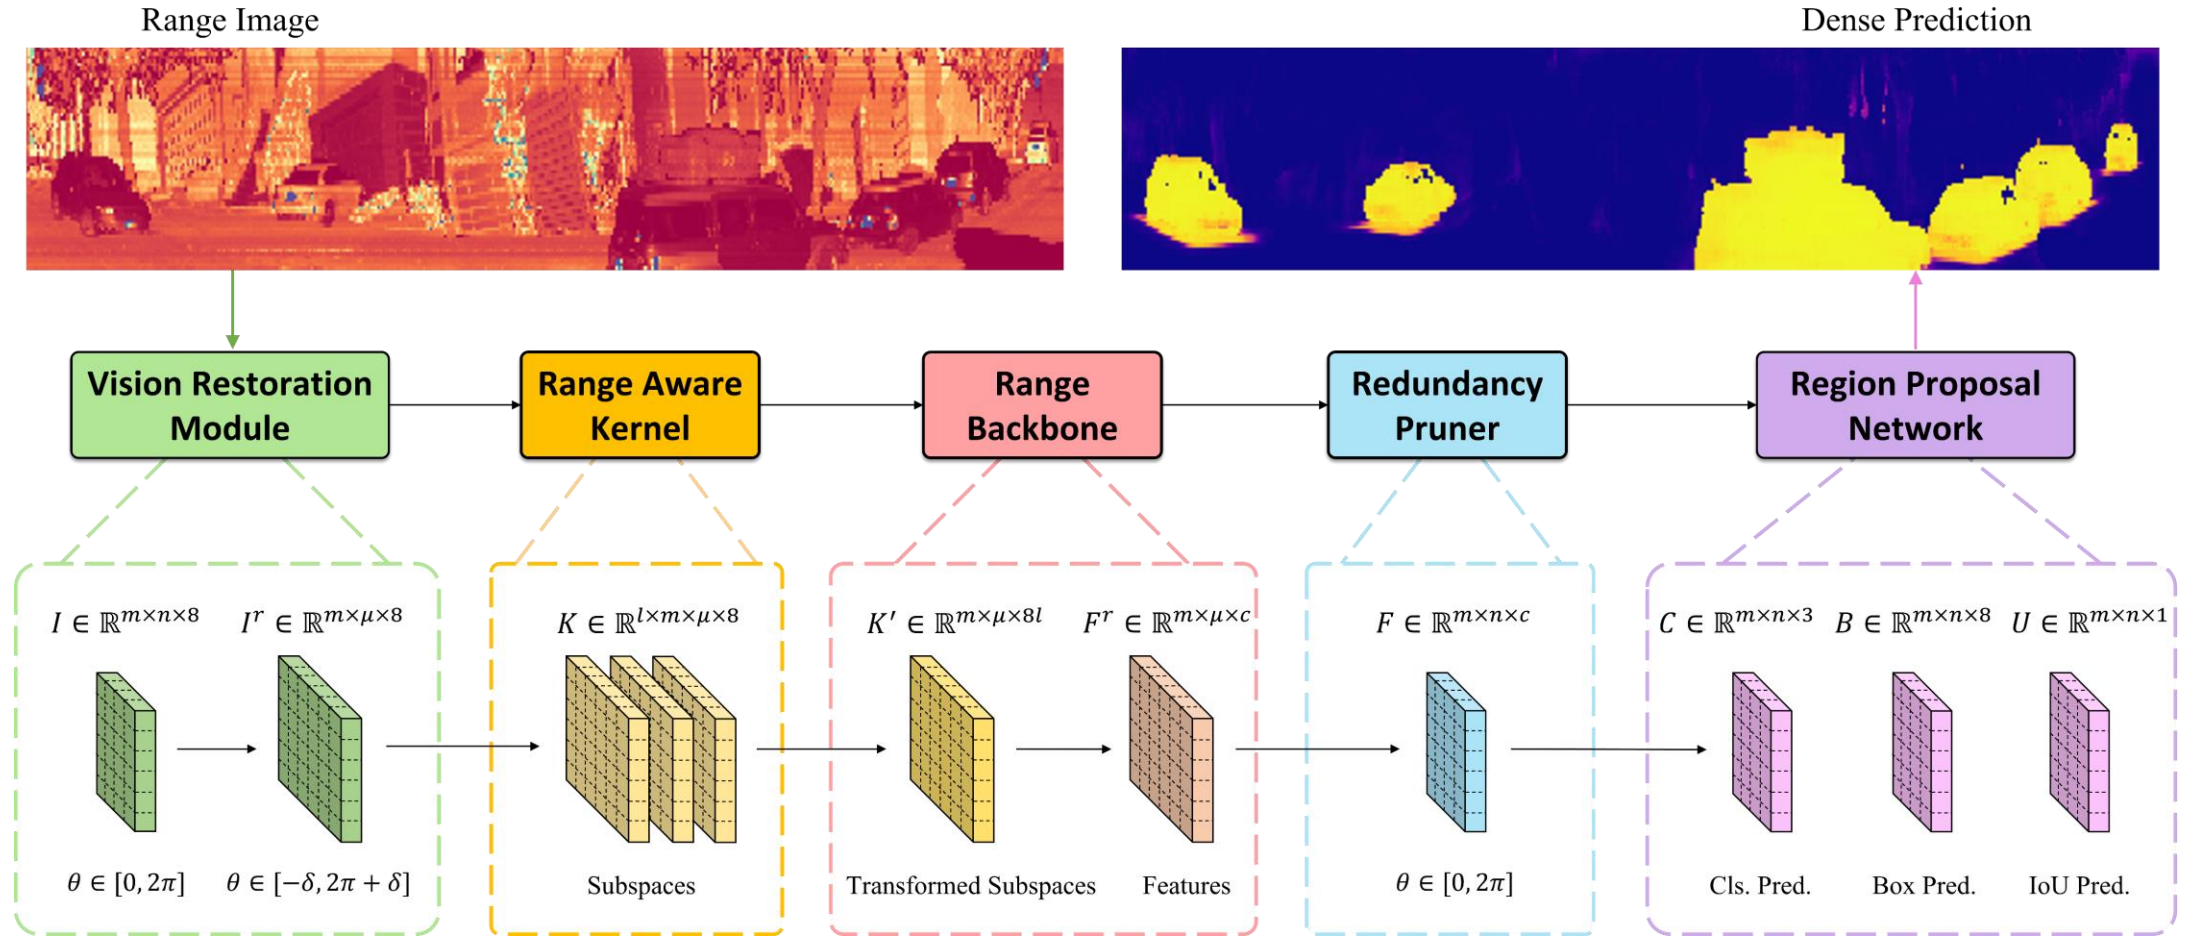 Range Image
Dense Prediction
Vision Restoration
Module
Range Aware
Kernel
Range
Backbone
Redundancy
Pruner
Region Proposal
Network
I ∈ ℝ^{m×n×8}
I^r ∈ ℝ^{m×μ×8}
K ∈ ℝ^{l×m×μ×8}
K′ ∈ ℝ^{m×μ×8l}
F^r ∈ ℝ^{m×μ×c}
F ∈ ℝ^{m×n×c}
C ∈ ℝ^{m×n×3}
B ∈ ℝ^{m×n×8}
U ∈ ℝ^{m×n×1}
θ ∈ [0, 2π]
θ ∈ [−δ, 2π + δ]
Subspaces
Transformed Subspaces
Features
θ ∈ [0, 2π]
Cls. Pred.
Box Pred.
IoU Pred.